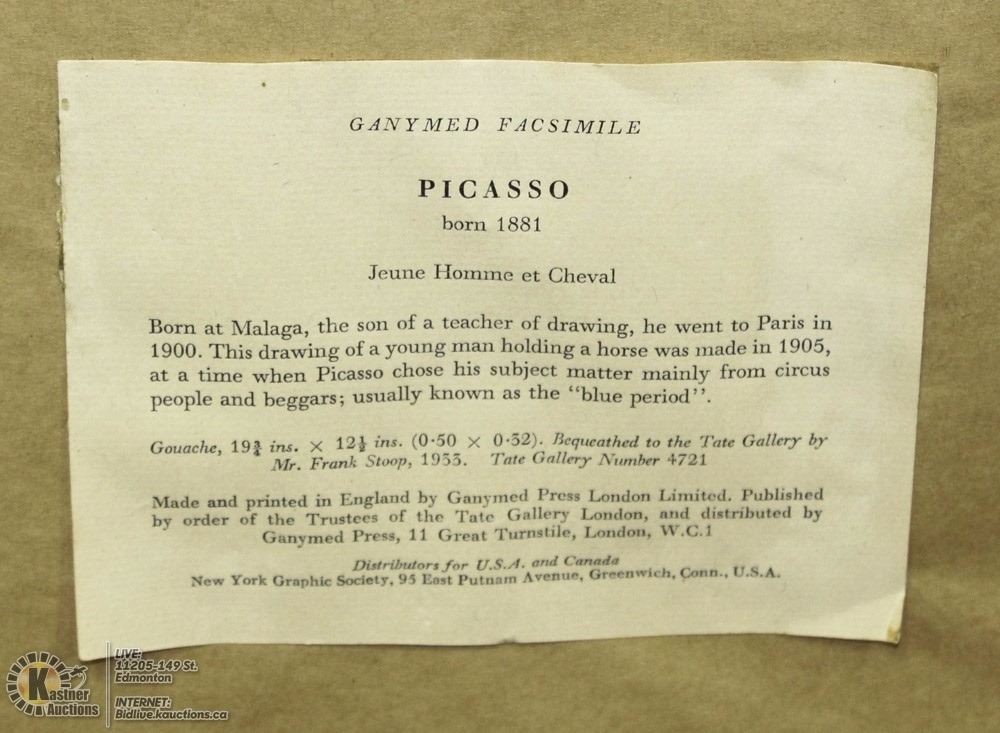 GANYMED FACSIMILE
PICASSO
born 1881
Jeune Homme et Cheval
Born at Malaga, the son of a teacher of drawing, he went to Paris in
1900. This drawing of a young man holding a horse was made in 1905,
at a time when Picasso chose his subject matter mainly from circus
people and beggars; usually known as the “blue period”.
Gouache, 19¾ ins. × 12½ ins. (0·50 × 0·32). Bequeathed to the Tate Gallery by
Mr. Frank Stoop, 1933. Tate Gallery Number 4721
Made and printed in England by Ganymed Press London Limited. Published
by order of the Trustees of the Tate Gallery London, and distributed by
Ganymed Press, 11 Great Turnstile, London, W.C.1
Distributors for U.S.A. and Canada
New York Graphic Society, 95 East Putnam Avenue, Greenwich, Conn., U.S.A.
Kastner
Auctions
LIVE:
11205-149 St.
Edmonton
INTERNET:
Bidlive.kauctions.ca